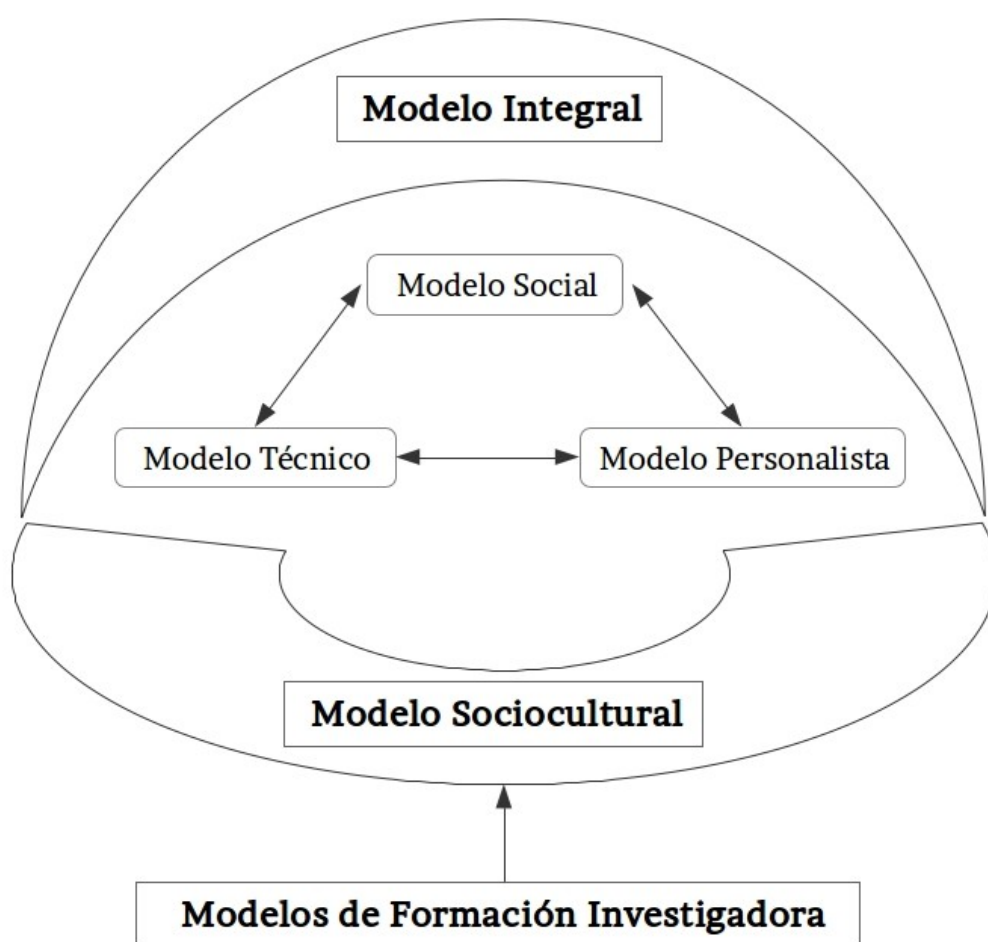 Modelo Integral
Modelo Social
Modelo Técnico
Modelo Personalista
Modelo Sociocultural
Modelos de Formación Investigadora